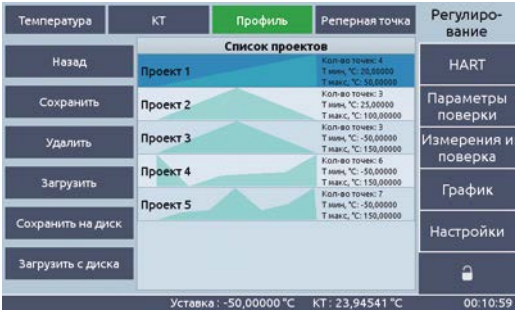 Температура
КТ
Профиль
Реперная точка
Регулиро-
вание
Назад
Сохранить
Удалить
Загрузить
Сохранить на диск
Загрузить с диска
Список проектов
Проект 1
Кол-во точек: 4
T мин, °C: 20,00000
T макс, °C: 50,00000
Проект 2
Кол-во точек: 3
T мин, °C: 25,00000
T макс, °C: 100,00000
Проект 3
Кол-во точек: 3
T мин, °C: -50,00000
T макс, °C: 150,00000
Проект 4
Кол-во точек: 6
T мин, °C: -50,00000
T макс, °C: 150,00000
Проект 5
Кол-во точек: 7
T мин, °C: -50,00000
T макс, °C: 150,00000
HART
Параметры
поверки
Измерения и
поверка
График
Настройки
Уставка : -50,00000 °C
КТ : 23,94541 °C
00:10:59